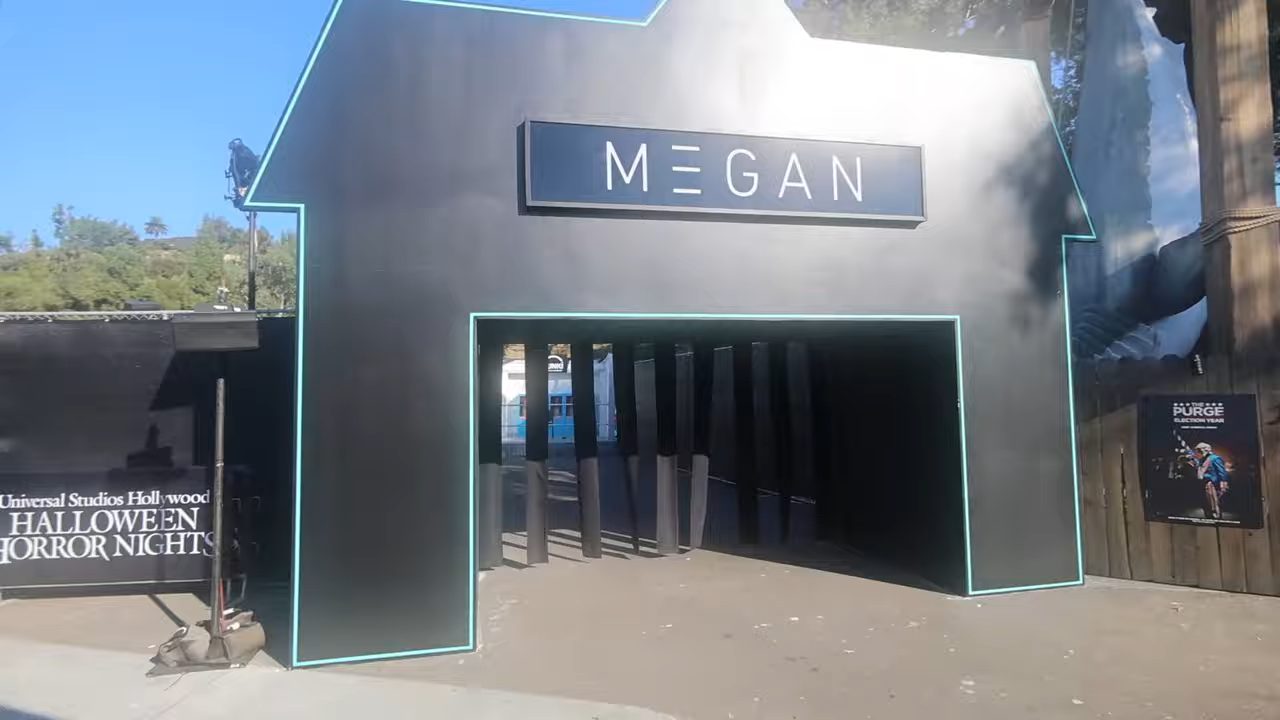 MEGAN
Universal Studios Hollywood
HALLOWEEN
HORROR NIGHTS
THE
PURGE
ELECTION YEAR